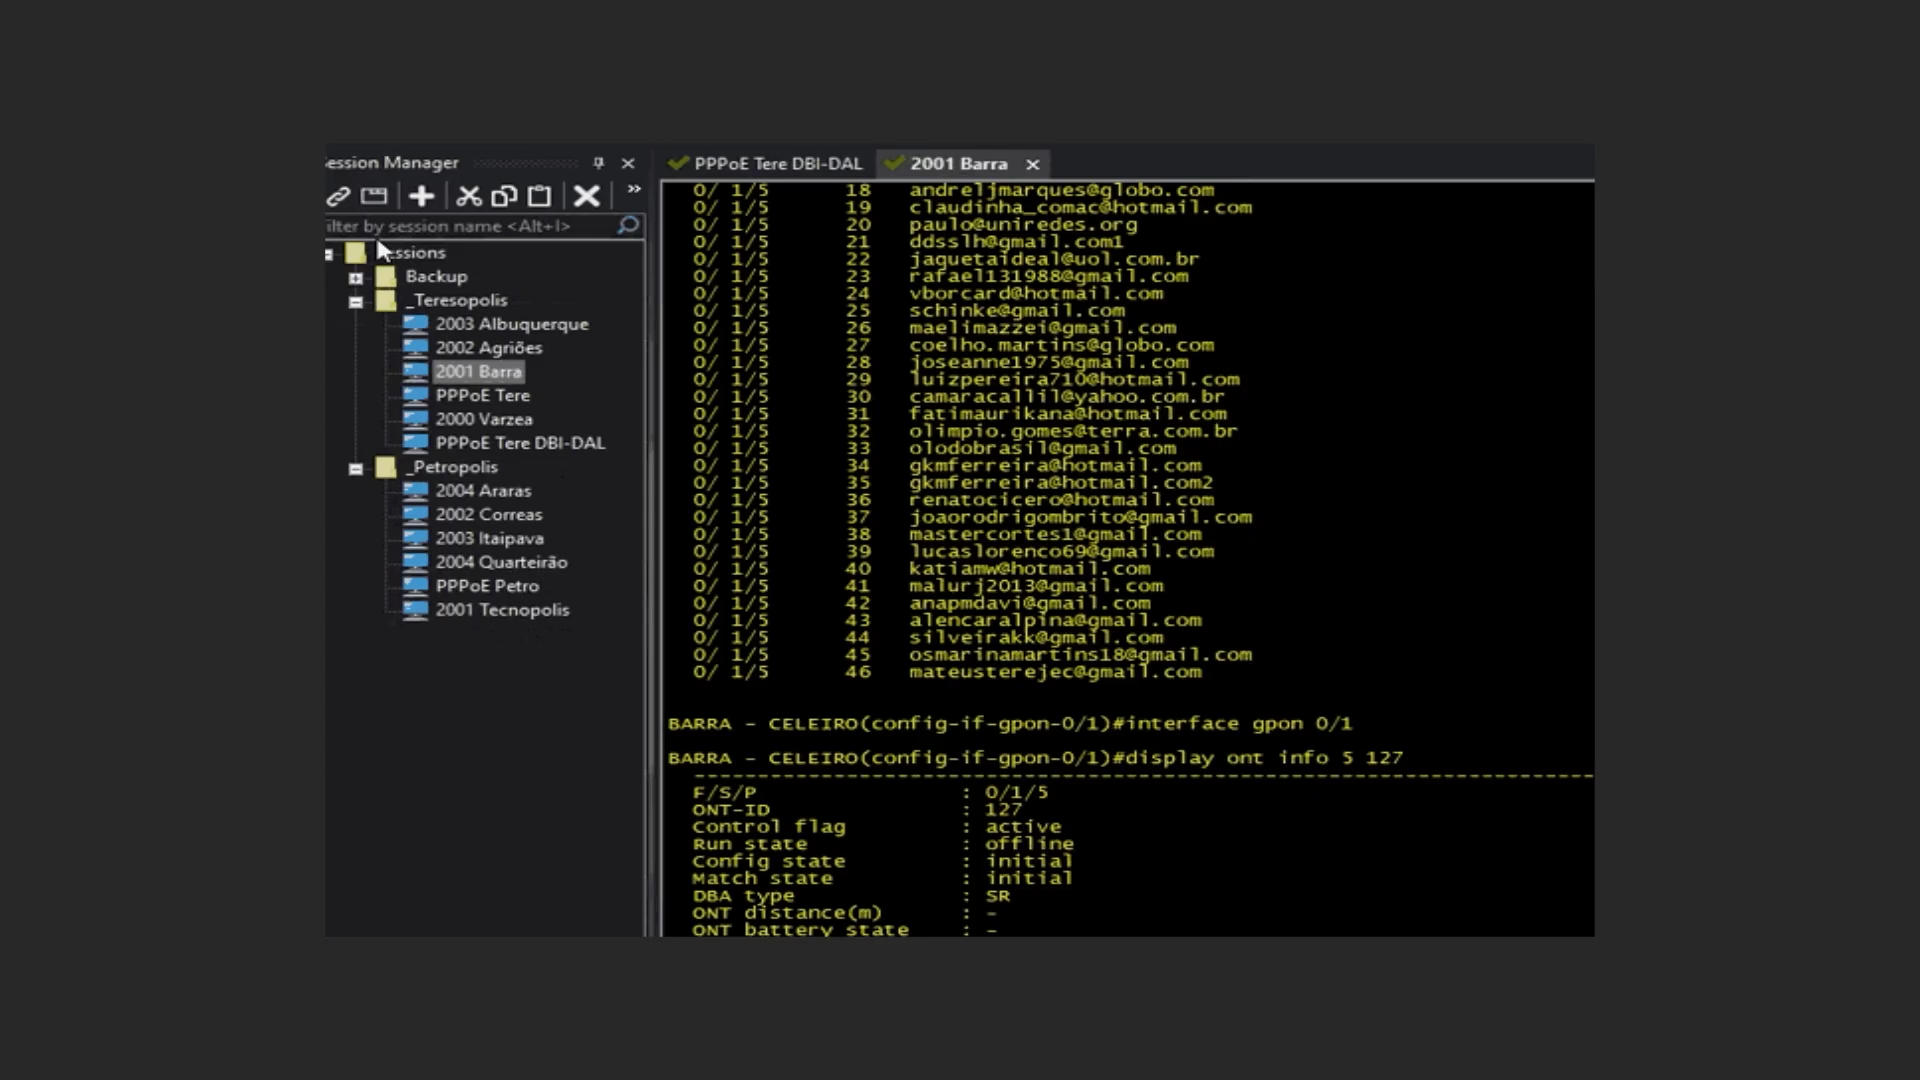 ession Manager
ilter by session name <Alt+I>
essions
Backup
_Teresopolis
2003 Albuquerque
2002 Agriões
2001 Barra
PPPoE Tere
2000 Varzea
PPPoE Tere DBI-DAL
_Petropolis
2004 Araras
2002 Correas
2003 Itaipava
2004 Quarteirão
PPPoE Petro
2001 Tecnopolis
PPPoE Tere DBI-DAL
2001 Barra
0/ 1/5 18 andreljmarques@globo.com
0/ 1/5 19 claudinha_comac@hotmail.com
0/ 1/5 20 paulo@uniredes.org
0/ 1/5 21 ddsslh@gmail.com1
0/ 1/5 22 jaquetaideal@uol.com.br
0/ 1/5 23 rafael131988@gmail.com
0/ 1/5 24 vborcard@hotmail.com
0/ 1/5 25 schinke@gmail.com
0/ 1/5 26 maelimazzei@gmail.com
0/ 1/5 27 coelho.martins@globo.com
0/ 1/5 28 joseanne1975@gmail.com
0/ 1/5 29 luizpereira710@hotmail.com
0/ 1/5 30 camaracallil@yahoo.com.br
0/ 1/5 31 fatimaurikana@hotmail.com
0/ 1/5 32 olimpio.gomes@terra.com.br
0/ 1/5 33 olodobrasil@gmail.com
0/ 1/5 34 gkmferreira@hotmail.com
0/ 1/5 35 gkmferreira@hotmail.com2
0/ 1/5 36 renatocicero@hotmail.com
0/ 1/5 37 joaorodrigombrito@gmail.com
0/ 1/5 38 mastercortes1@gmail.com
0/ 1/5 39 lucaslorenco69@gmail.com
0/ 1/5 40 katiamw@hotmail.com
0/ 1/5 41 malurj2013@gmail.com
0/ 1/5 42 anapmdavi@gmail.com
0/ 1/5 43 alencaralpina@gmail.com
0/ 1/5 44 silveirakk@gmail.com
0/ 1/5 45 osmarinamartins18@gmail.com
0/ 1/5 46 mateusterejec@gmail.com
BARRA - CELEIRO(config-if-gpon-0/1)#interface gpon 0/1
BARRA - CELEIRO(config-if-gpon-0/1)#display ont info 5 127
F/S/P : 0/1/5
ONT-ID : 127
Control flag : active
Run state : offline
Config state : initial
Match state : initial
DBA type : SR
ONT distance(m) : -
ONT battery state : -